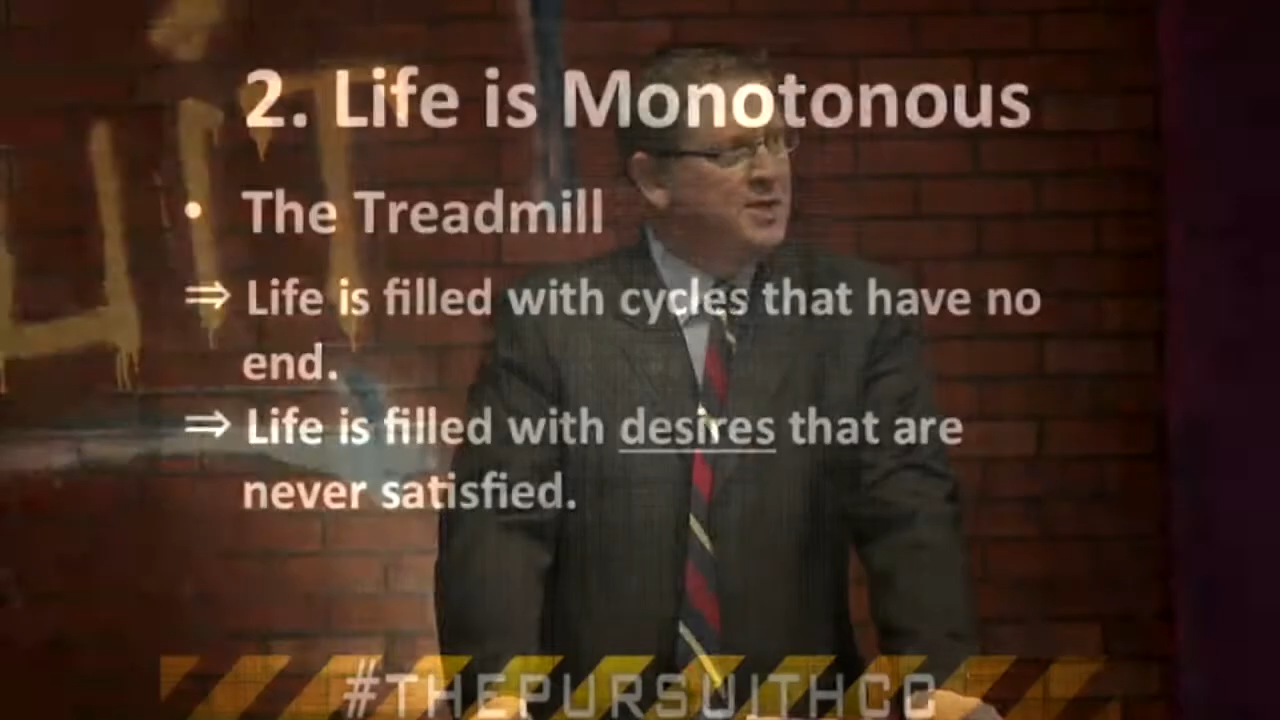 2. Life is Monotonous
• The Treadmill
⇒ Life is filled with cycles that have no
end.
⇒ Life is filled with desires that are
never satisfied.
#THEPURSUITHCC